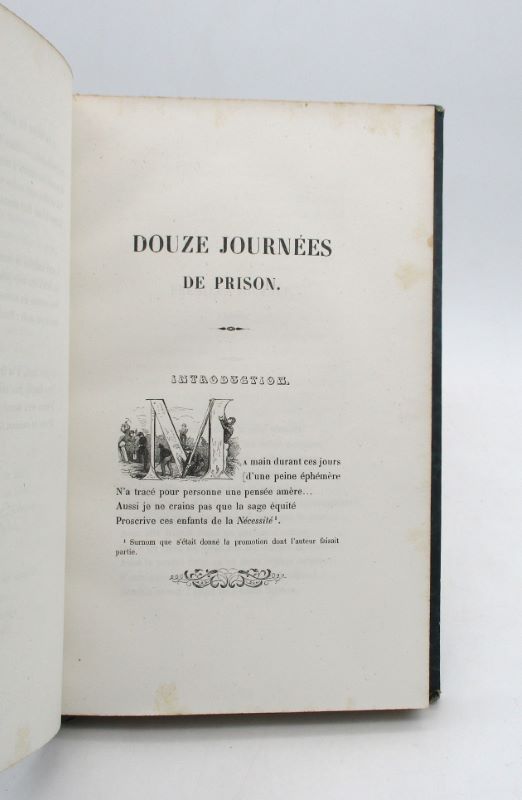 DOUZE JOURNÉES
DE PRISON.
INTRODUCTION.
MA main durant ces jours
[d'une peine éphémère
N'a tracé pour personne une pensée amère...
Aussi je ne crains pas que la sage équité
Proscrive ces enfants de la Nécessité¹.
¹ Surnom que s'était donné la promotion dont l'auteur faisait
partie.